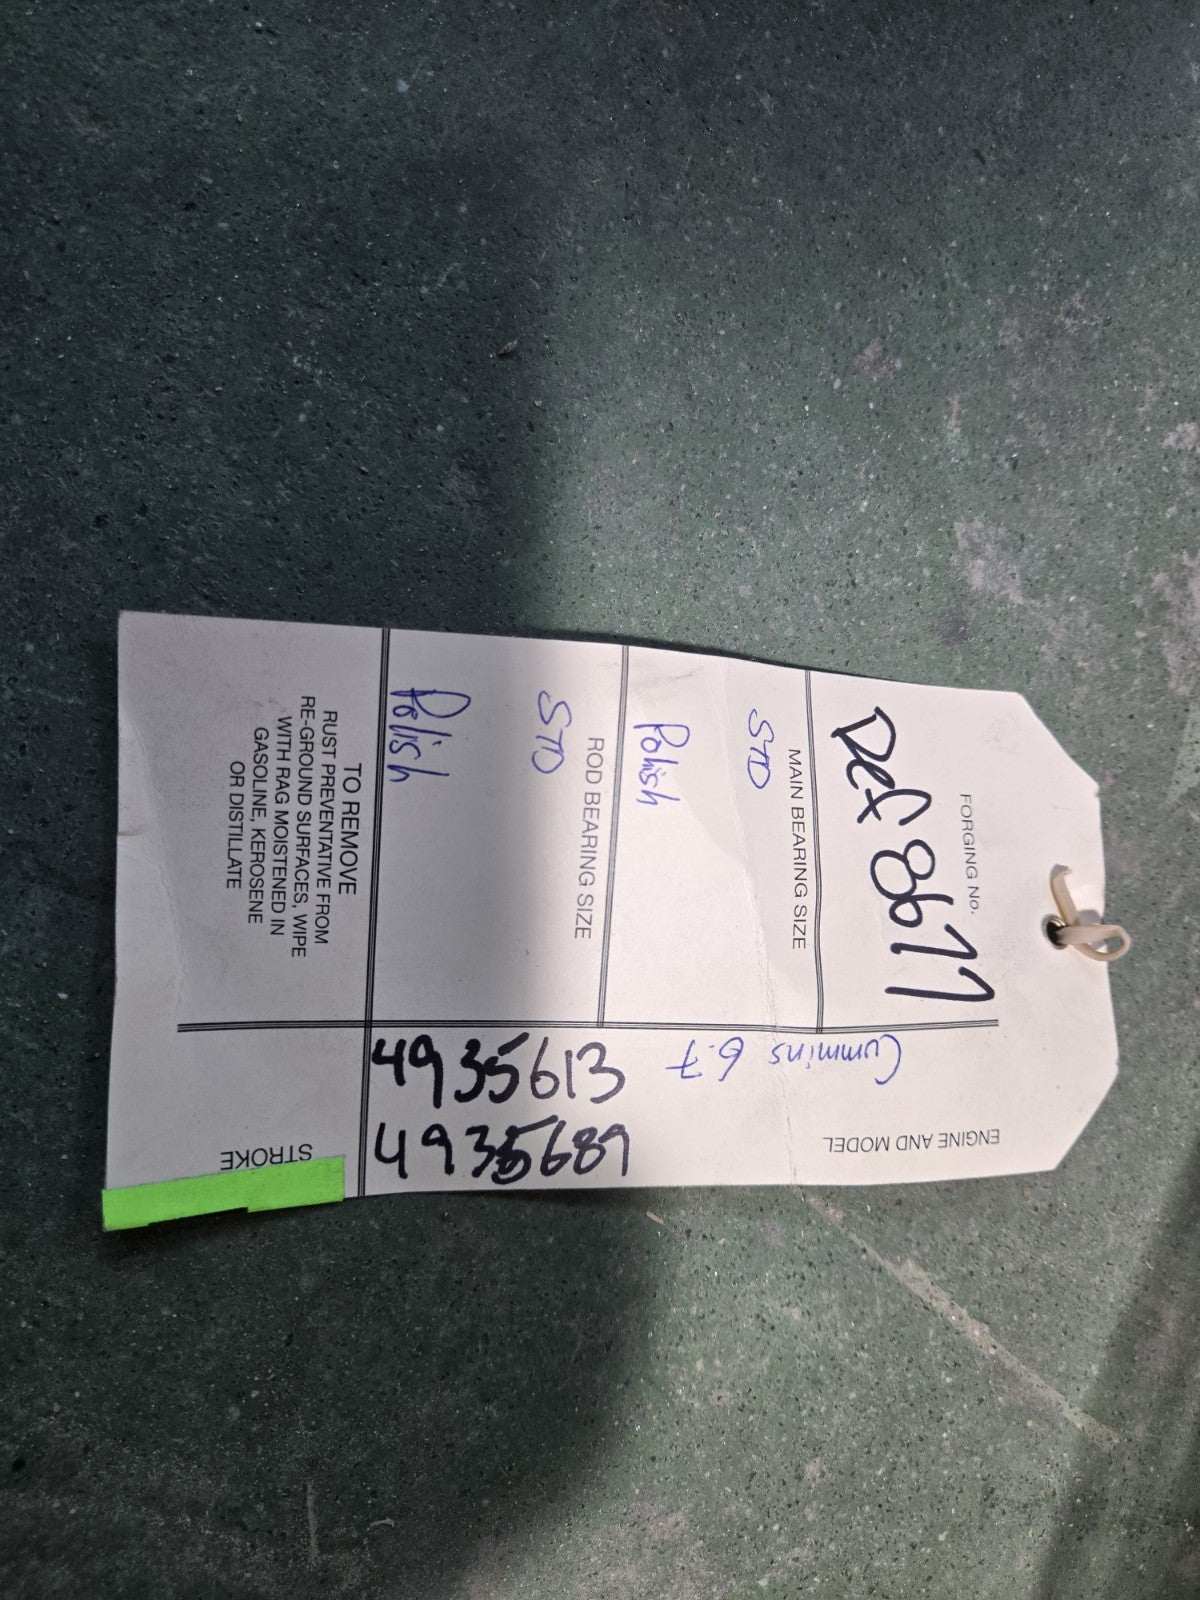 FORGING No.
Def 8677
MAIN BEARING SIZE
STD
Polish
ROD BEARING SIZE
STD
Polish
TO REMOVE
RUST PREVENTATIVE FROM
RE-GROUND SURFACES, WIPE
WITH RAG MOISTENED IN
GASOLINE, KEROSENE
OR DISTILLATE
ENGINE AND MODEL
Cummins 6.7
4935613
4935689
STROKE